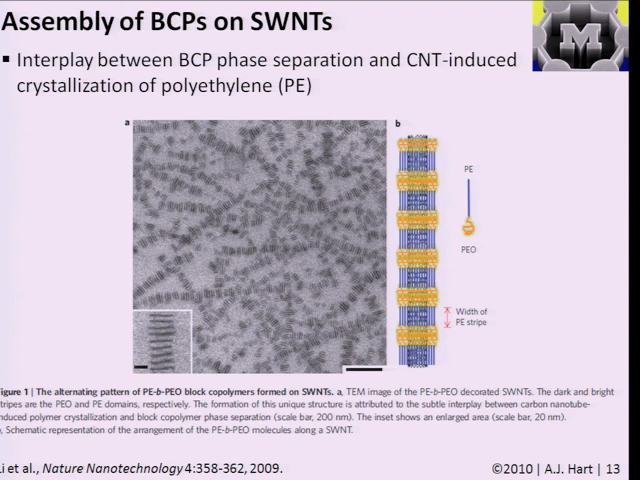 Assembly of BCPs on SWNTs
▪ Interplay between BCP phase separation and CNT-induced
crystallization of polyethylene (PE)
M
a
b
PE
PEO
Width of
PE stripe
igure 1 | The alternating pattern of PE-b-PEO block copolymers formed on SWNTs. a, TEM image of the PE-b-PEO decorated SWNTs. The dark and bright
tripes are the PEO and PE domains, respectively. The formation of this unique structure is attributed to the subtle interplay between carbon nanotube-
nduced polymer crystallization and block copolymer phase separation (scale bar, 200 nm). The inset shows an enlarged area (scale bar, 20 nm).
, Schematic representation of the arrangement of the PE-b-PEO molecules along a SWNT.
Li et al., Nature Nanotechnology 4:358-362, 2009.
©2010 | A.J. Hart | 13